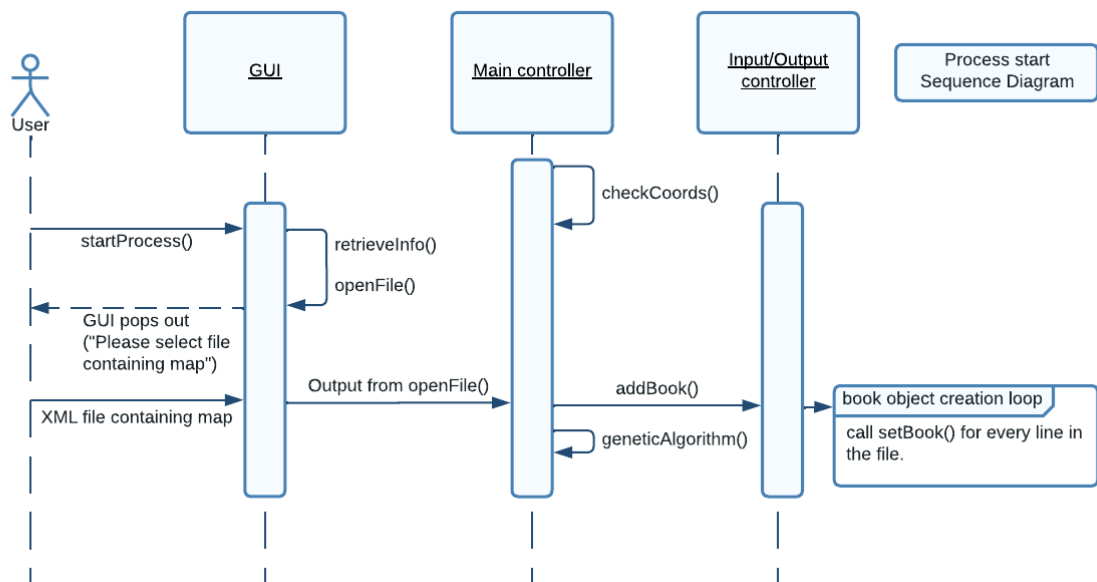 GUI
Main controller
Input/Output
controller
Process start
Sequence Diagram
User
checkCoords()
startProcess()
retrieveInfo()
openFile()
GUI pops out
("Please select file
containing map")
Output from openFile()
addBook()
XML file containing map
book object creation loop
call setBook() for every line in
the file.
geneticAlgorithm()